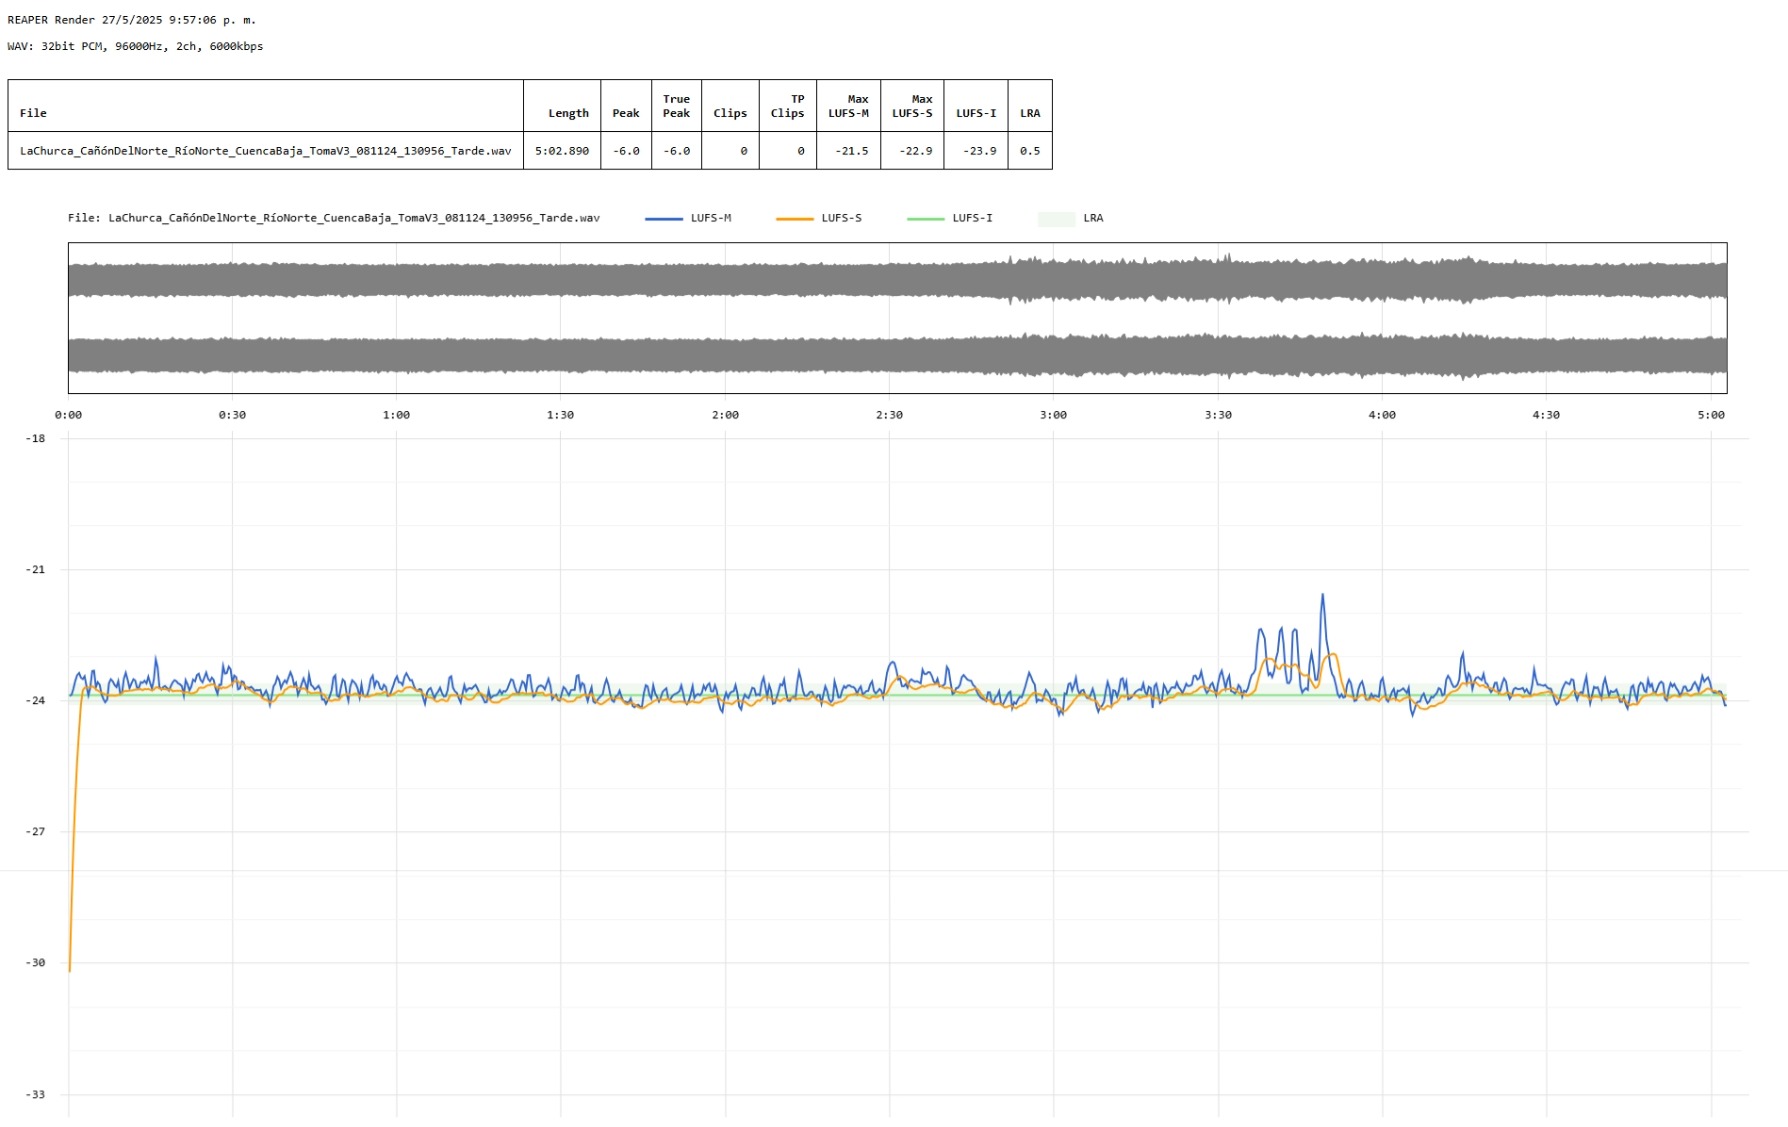 REAPER Render 27/5/2025 9:57:06 p. m.
WAV: 32bit PCM, 96000Hz, 2ch, 6000kbps
File Length Peak True Peak Clips TP Clips Max LUFS-M Max LUFS-S LUFS-I LRA
LaChurca_CañónDelNorte_RíoNorte_CuencaBaja_TomaV3_081124_130956_Tarde.wav 5:02.890 -6.0 -6.0 0 0 -21.5 -22.9 -23.9 0.5
File: LaChurca_CañónDelNorte_RíoNorte_CuencaBaja_TomaV3_081124_130956_Tarde.wav LUFS-M LUFS-S LUFS-I LRA
0:00 0:30 1:00 1:30 2:00 2:30 3:00 3:30 4:00 4:30 5:00
-18
-21
-24
-27
-30
-33